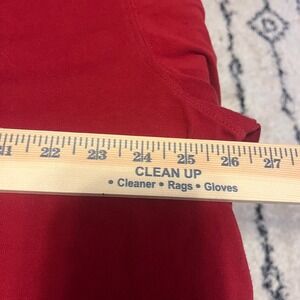 21 22 23 24 25 26 27
CLEAN UP
• Cleaner • Rags • Gloves